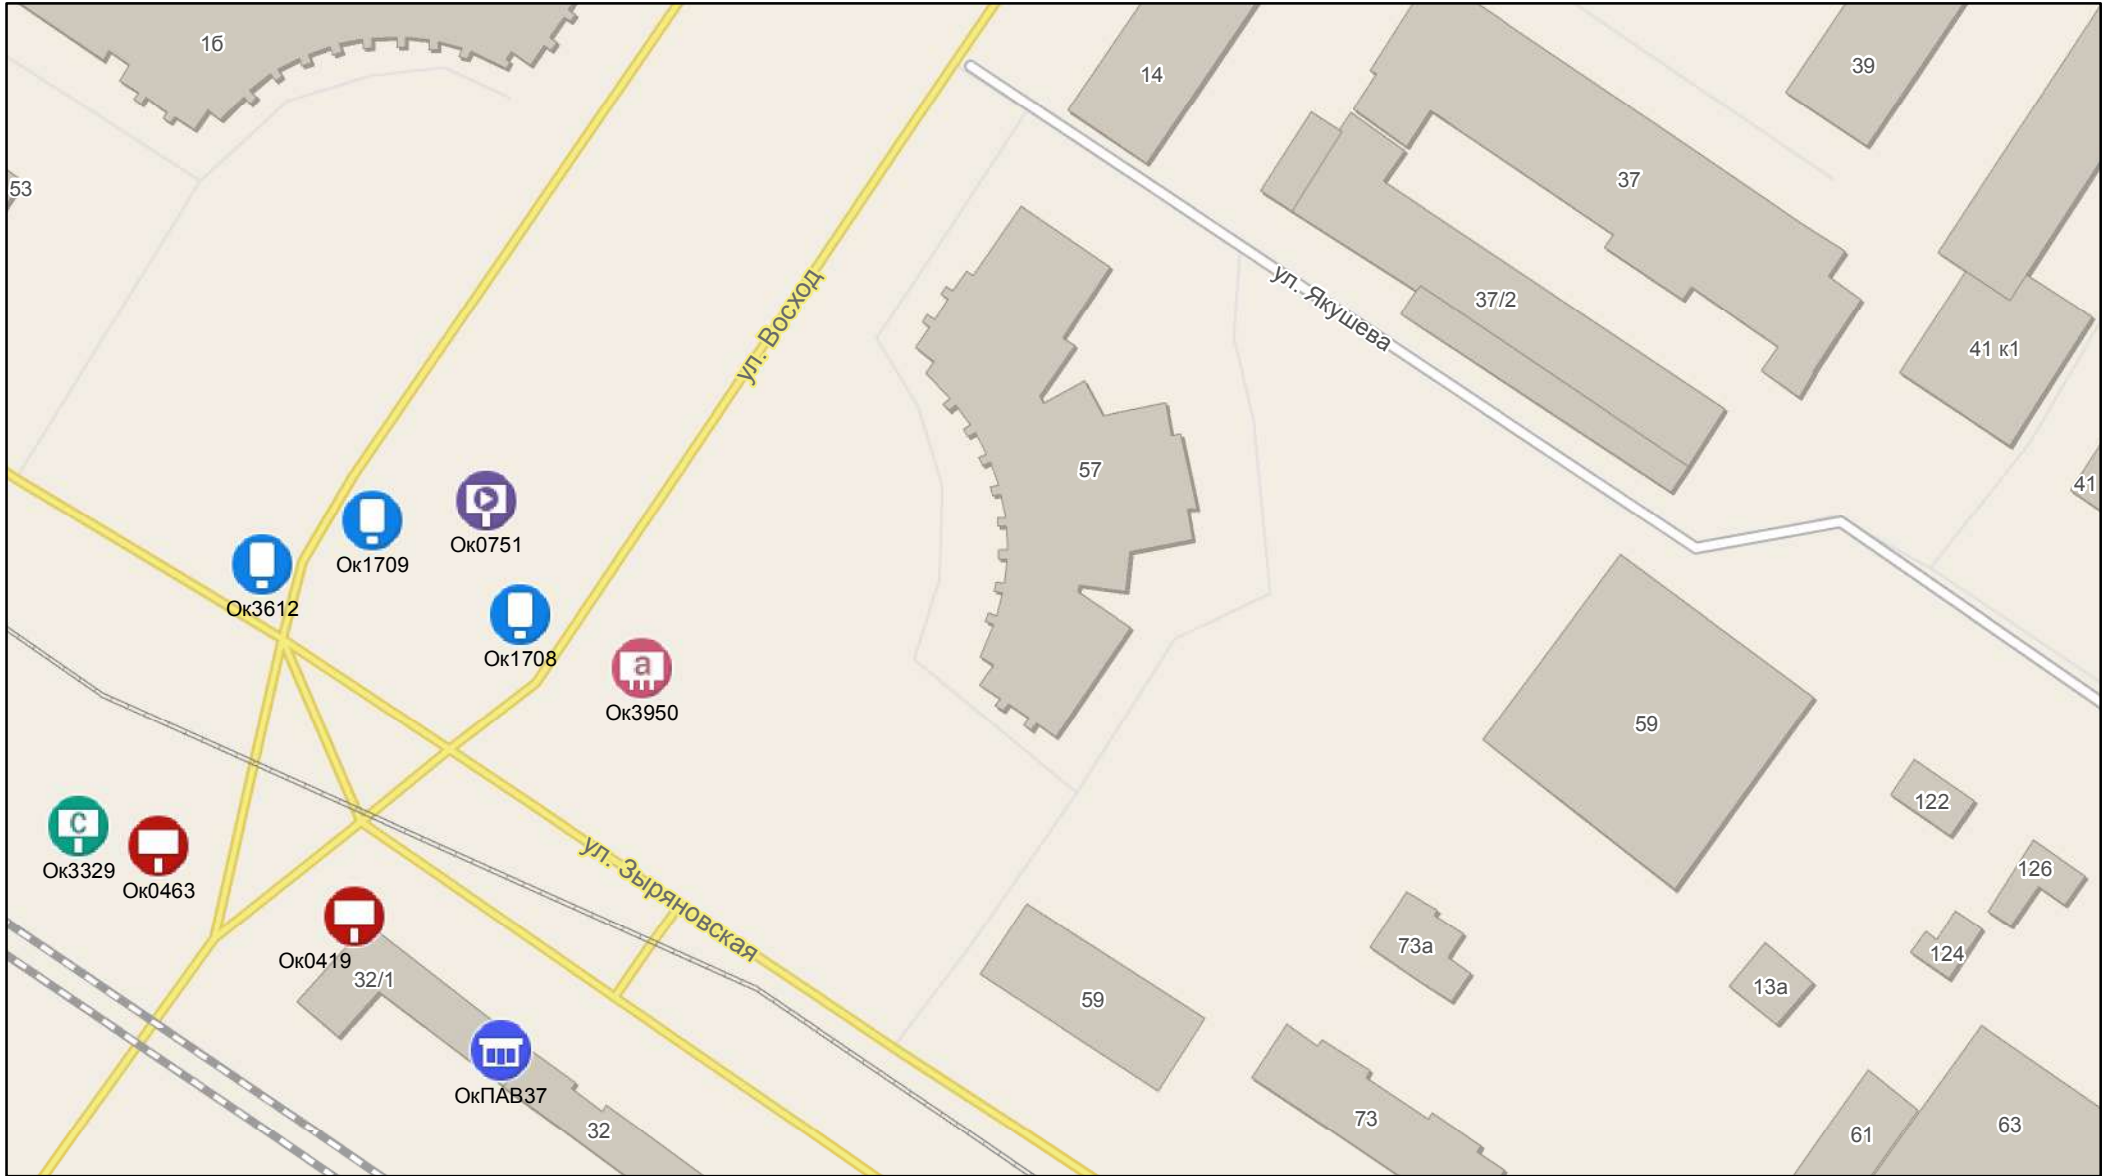 1б
14
39
53
37
ул. Восход
37/2
ул. Якушева
41 к1
57
41
Ок0751
Ок1709
Ок3612
Ок1708
a
Ок3950
59
122
C
Ок3329
Ок0463
ул. Зыряновская
126
73а
124
Ок0419
32/1
13а
59
ОкПАВ37
73
63
32
61